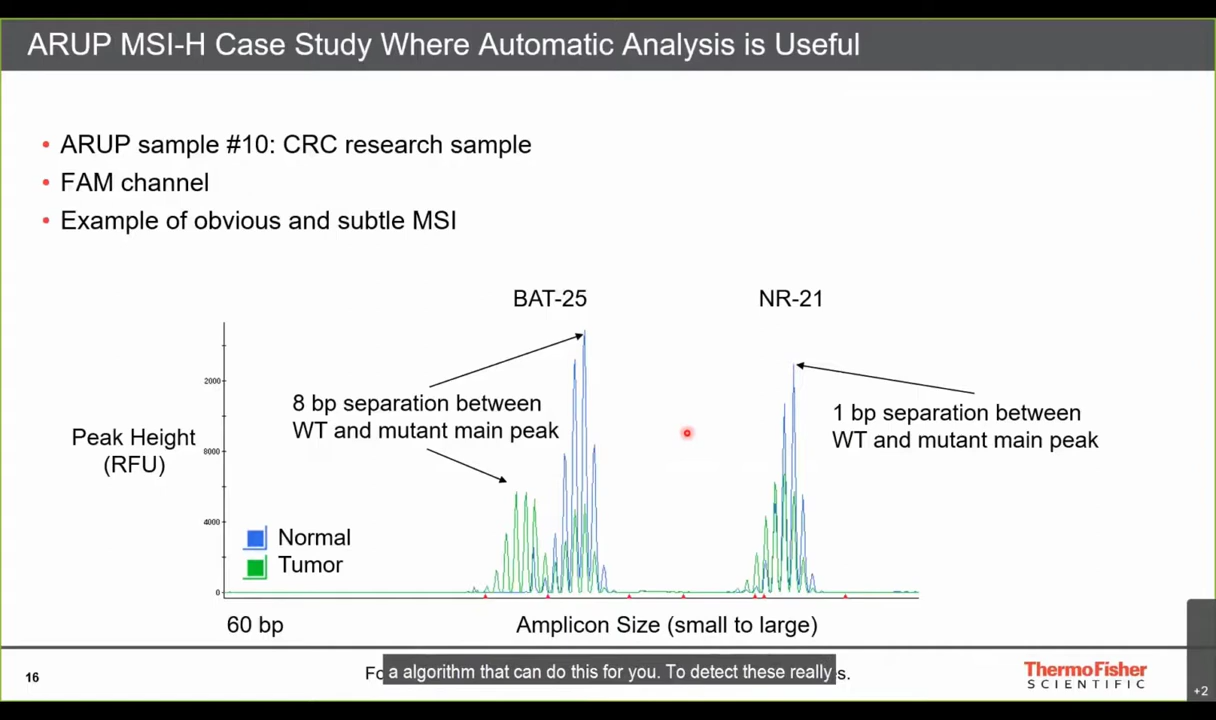 ARUP MSI-H Case Study Where Automatic Analysis is Useful
• ARUP sample #10: CRC research sample
• FAM channel
• Example of obvious and subtle MSI
BAT-25
NR-21
8 bp separation between
WT and mutant main peak
1 bp separation between
WT and mutant main peak
Peak Height
(RFU)
2000
8000
4000
0
Normal
Tumor
60 bp
Amplicon Size (small to large)
16
a algorithm that can do this for you. To detect these really
ThermoFisher
SCIENTIFIC
+2